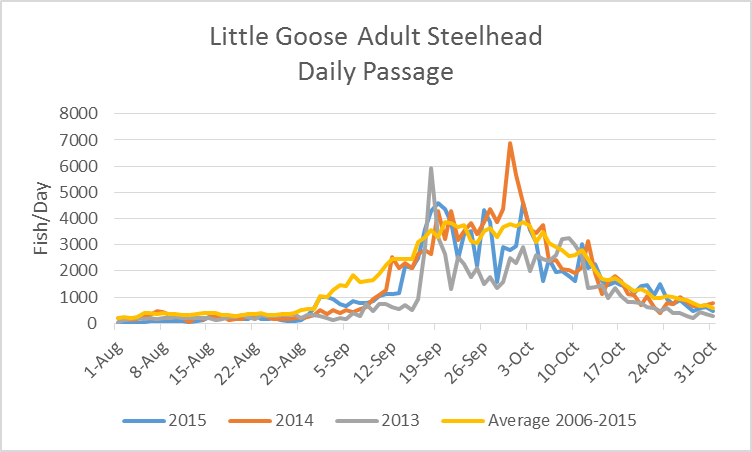 Little Goose Adult Steelhead
Daily Passage
8000
7000
6000
5000
4000
3000
2000
1000
0
Fish/Day
1-Aug
8-Aug
15-Aug
22-Aug
29-Aug
5-Sep
12-Sep
19-Sep
26-Sep
3-Oct
10-Oct
17-Oct
24-Oct
31-Oct
2015
2014
2013
Average 2006-2015